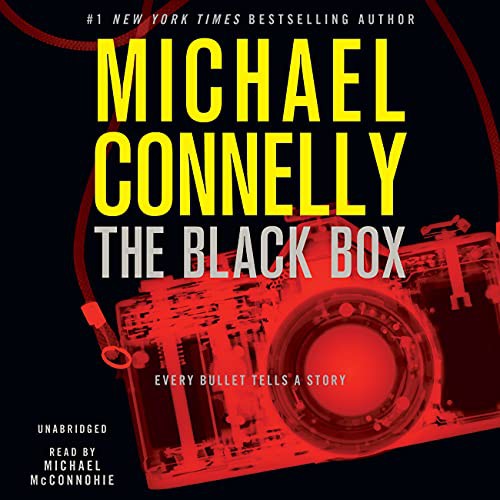 #1 NEW YORK TIMES BESTSELLING AUTHOR
MICHAEL
CONNELLY
THE BLACK BOX
EVERY BULLET TELLS A STORY
UNABRIDGED
READ BY
MICHAEL
McCONNOHIE